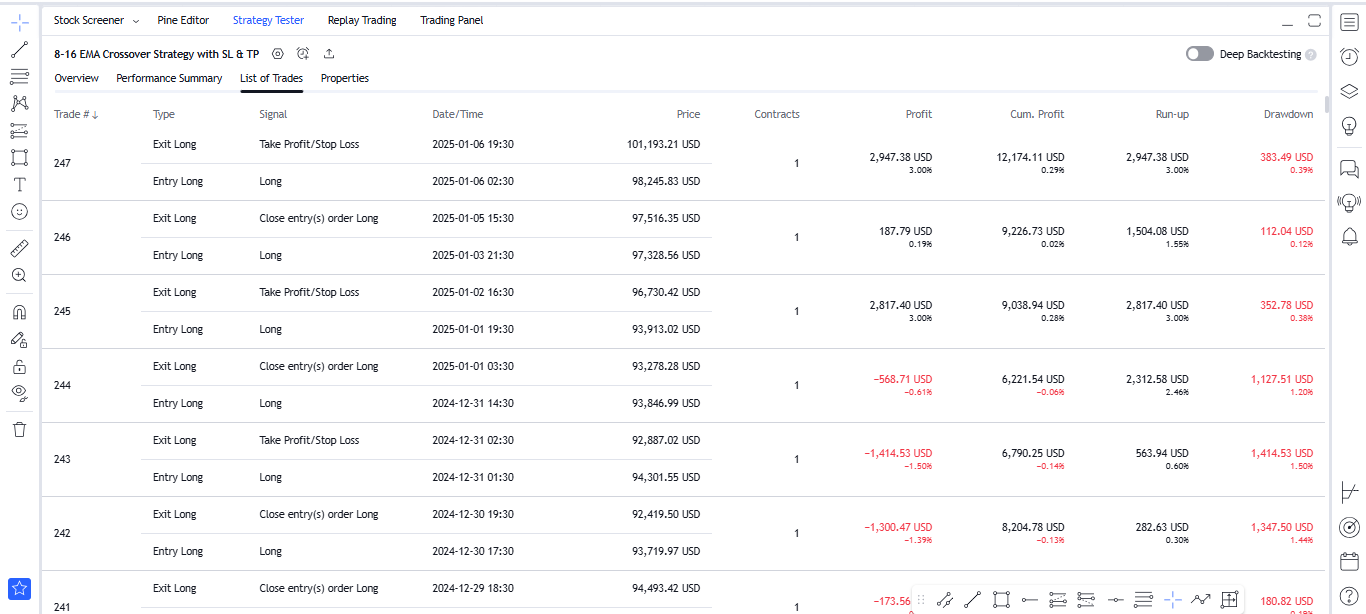 Stock Screener Pine Editor Strategy Tester Replay Trading Trading Panel
8-16 EMA Crossover Strategy with SL & TP Deep Backtesting
Overview Performance Summary List of Trades Properties
Trade # Type Signal Date/Time Price Contracts Profit Cum. Profit Run-up Drawdown
247 Exit Long Take Profit/Stop Loss 2025-01-06 19:30 101,193.21 USD 1 2,947.38 USD 12,174.11 USD 2,947.38 USD 383.49 USD
3.00% 0.29% 3.00% 0.39%
Entry Long Long 2025-01-06 02:30 98,245.83 USD
246 Exit Long Close entry(s) order Long 2025-01-05 15:30 97,516.35 USD 1 187.79 USD 9,226.73 USD 1,504.08 USD 112.04 USD
0.19% 0.02% 1.55% 0.12%
Entry Long Long 2025-01-03 21:30 97,328.56 USD
245 Exit Long Take Profit/Stop Loss 2025-01-02 16:30 96,730.42 USD 1 2,817.40 USD 9,038.94 USD 2,817.40 USD 352.78 USD
3.00% 0.28% 3.00% 0.38%
Entry Long Long 2025-01-01 19:30 93,913.02 USD
244 Exit Long Close entry(s) order Long 2025-01-01 03:30 93,278.28 USD 1 −568.71 USD 6,221.54 USD 2,312.58 USD 1,127.51 USD
−0.61% −0.06% 2.46% 1.20%
Entry Long Long 2024-12-31 14:30 93,846.99 USD
243 Exit Long Take Profit/Stop Loss 2024-12-31 02:30 92,887.02 USD 1 −1,414.53 USD 6,790.25 USD 563.94 USD 1,414.53 USD
−1.50% −0.14% 0.60% 1.50%
Entry Long Long 2024-12-31 01:30 94,301.55 USD
242 Exit Long Close entry(s) order Long 2024-12-30 19:30 92,419.50 USD 1 −1,300.47 USD 8,204.78 USD 282.63 USD 1,347.50 USD
−1.39% −0.13% 0.30% 1.44%
Entry Long Long 2024-12-30 17:30 93,719.97 USD
241 Exit Long Close entry(s) order Long 2024-12-29 18:30 94,493.42 USD 1 −173.56 180.82 USD